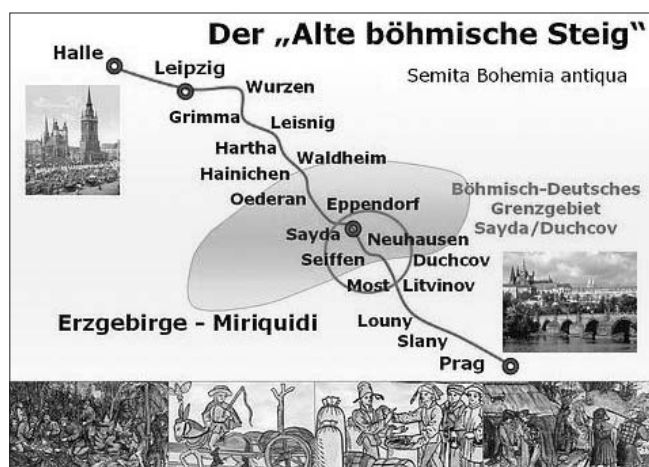 Der „Alte böhmische Steig“
Semita Bohemia antiqua
Halle
Leipzig
Wurzen
Grimma
Leisnig
Hartha
Waldheim
Hainichen
Oederan
Eppendorf
Böhmisch-Deutsches
Grenzgebiet
Sayda/Duchcov
Sayda
Neuhausen
Seiffen
Duchcov
Most
Litvinov
Erzgebirge - Miriquidi
Louny
Slany
Prag